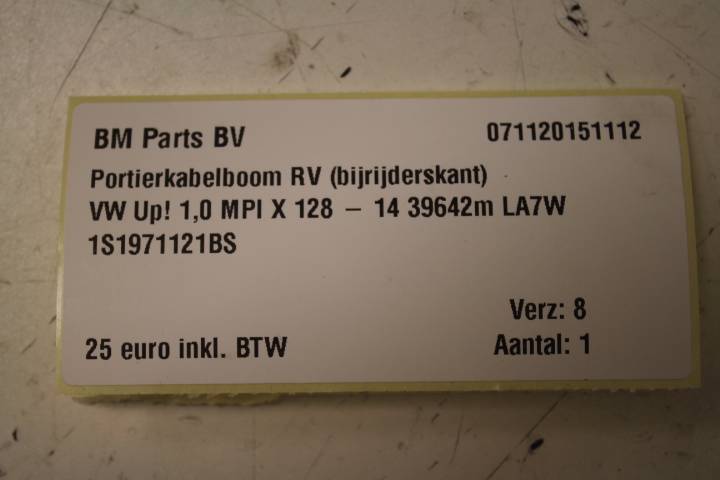 BM Parts BV 071120151112
Portierkabelboom RV (bijrijderskant)
VW Up! 1,0 MPI X 128 – 14 39642m LA7W
1S1971121BS
Verz: 8
25 euro inkl. BTW Aantal: 1